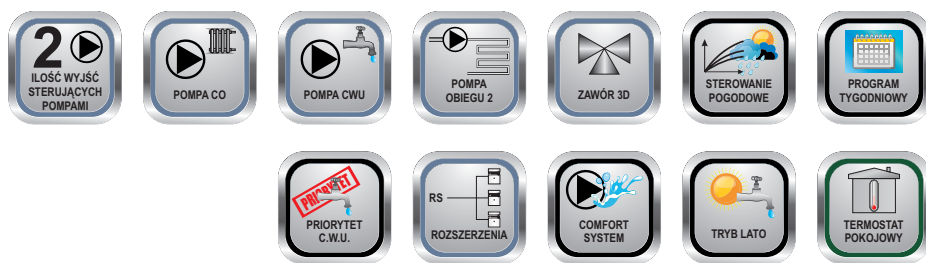 2
ILOŚĆ WYJŚĆ
STERUJĄCYCH
POMPAMI
POMPA CO
POMPA CWU
POMPA
OBIEGU 2
ZAWÓR 3D
STEROWANIE
POGODOWE
PROGRAM
TYGODNIOWY
PRIORYTET
PRIORYTET
C.W.U.
RS
ROZSZERZENIA
COMFORT
SYSTEM
TRYB LATO
TERMOSTAT
POKOJOWY